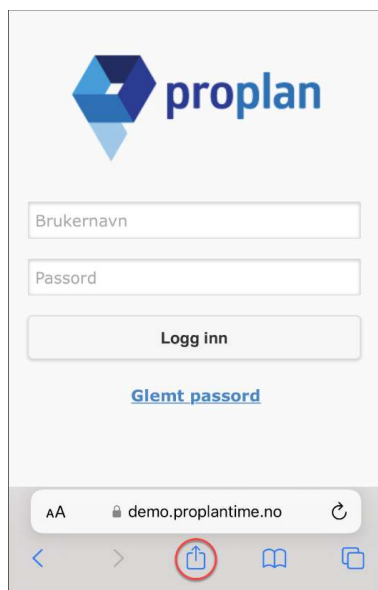 proplan
Brukernavn
Passord
Logg inn
Glemt passord
AA demo.proplantime.no